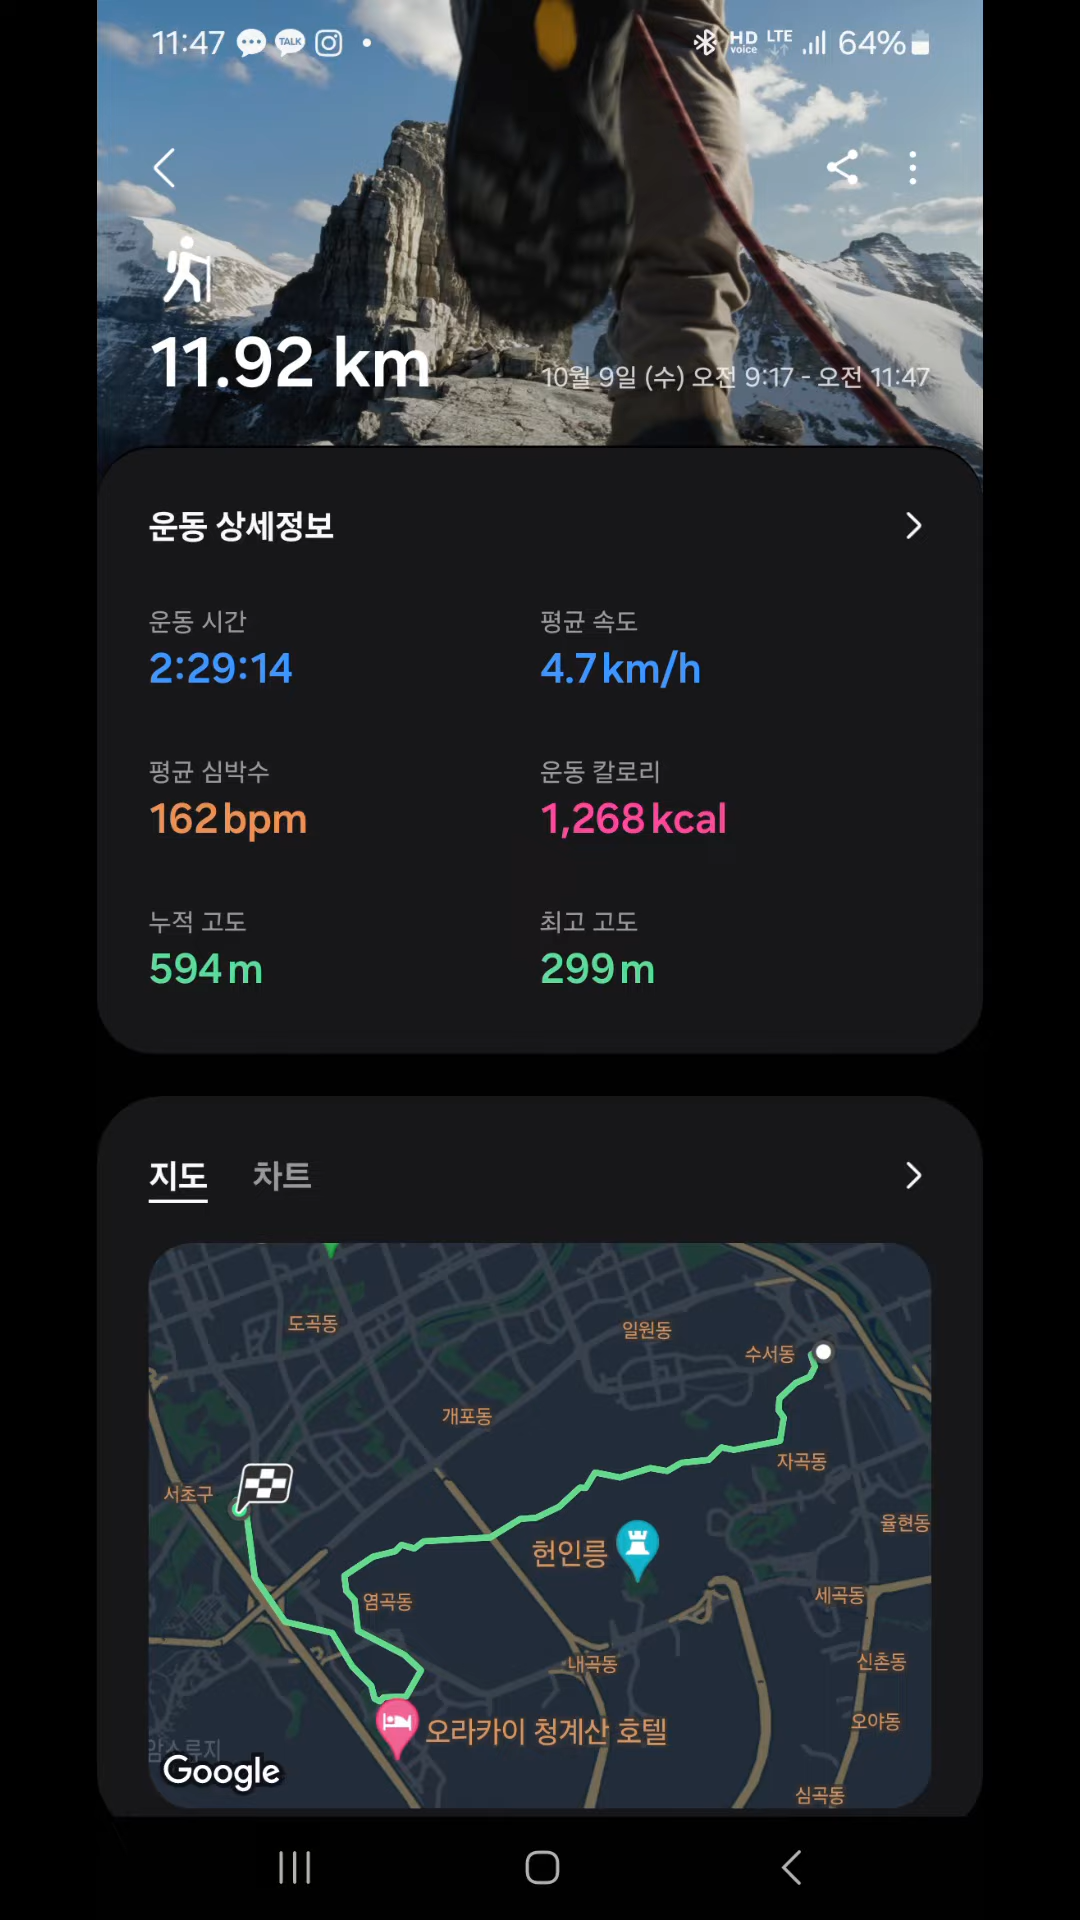 11:47 TALK HD voice LTE 64%
11.92 km
10월 9일 (수) 오전 9:17 - 오전 11:47
운동 상세정보
운동 시간 평균 속도
2:29:14 4.7 km/h
평균 심박수 운동 칼로리
162 bpm 1,268 kcal
누적 고도 최고 고도
594 m 299 m
지도 차트
도곡동
일원동
수서동
개포동
자곡동
서초구
율현동
헌인릉
세곡동
염곡동
내곡동
신촌동
오야동
오라카이 청계산 호텔
Google
심곡동